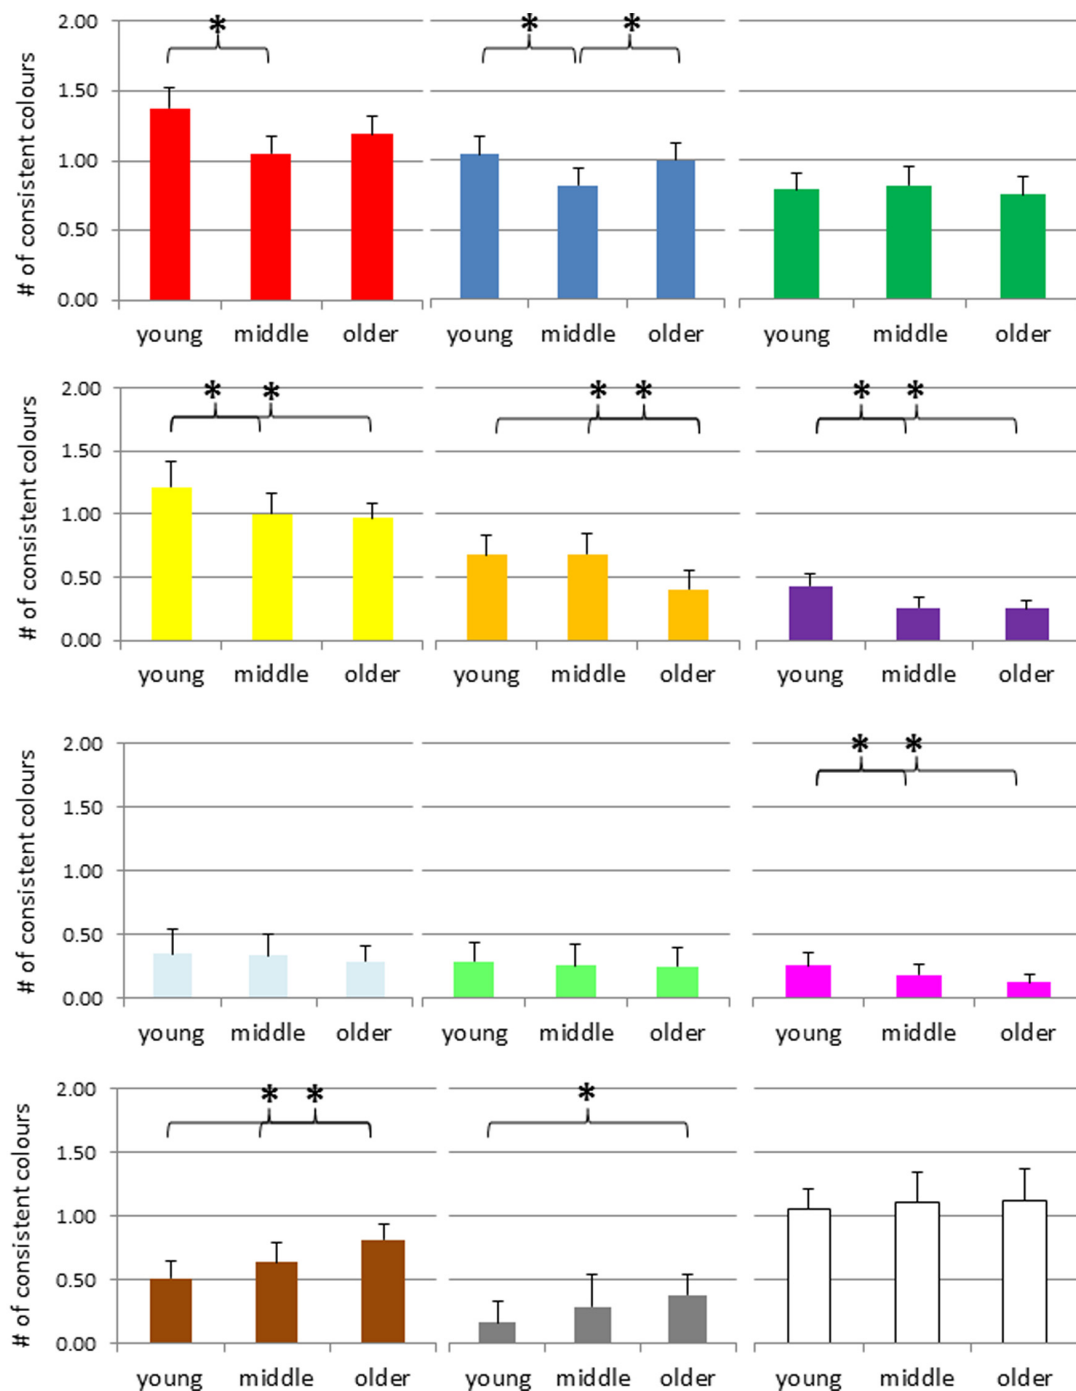 # of consistent colours
2.00
1.50
1.00
0.50
0.00
*
* *
young middle older
young middle older
young middle older
# of consistent colours
2.00
1.50
1.00
0.50
0.00
* *
* *
* *
young middle older
young middle older
young middle older
# of consistent colours
2.00
1.50
1.00
0.50
0.00
* *
young middle older
young middle older
young middle older
# of consistent colours
2.00
1.50
1.00
0.50
0.00
* *
*
young middle older
young middle older
young middle older